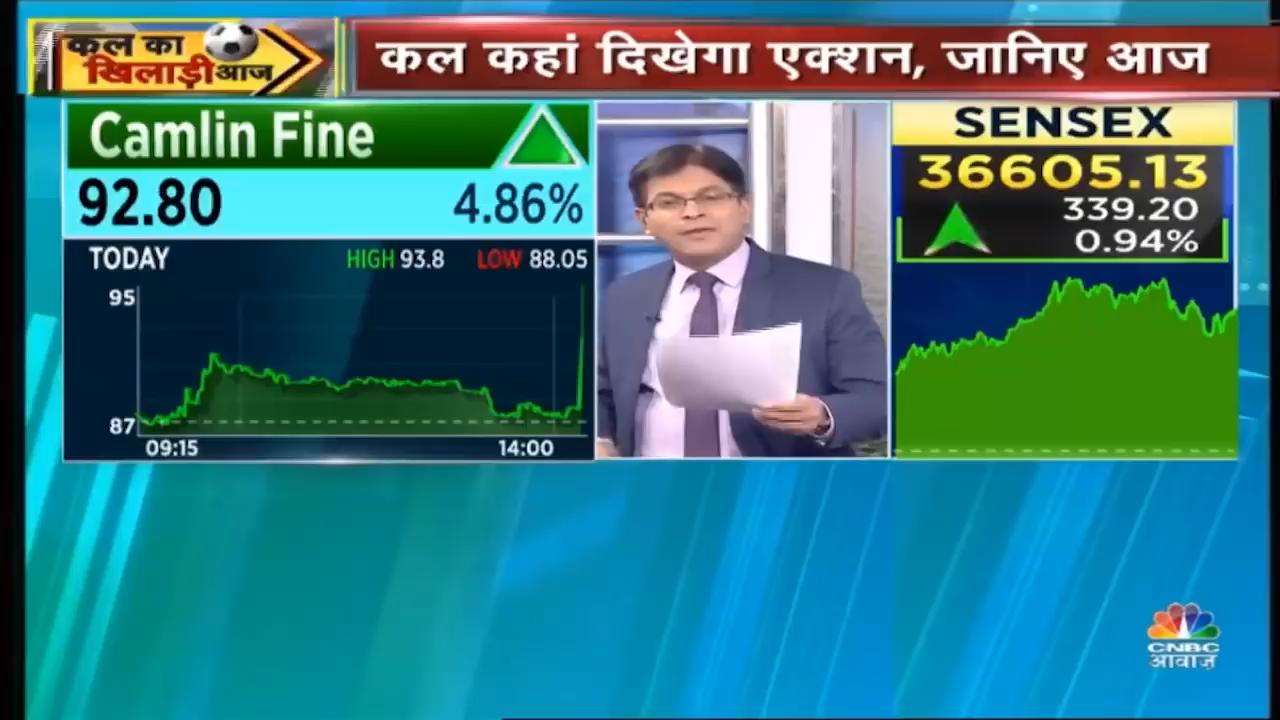 कल का
खिलाड़ी आज
कल कहां दिखेगा एक्शन, जानिए आज
Camlin Fine
92.80 4.86%
TODAY HIGH 93.8 LOW 88.05
95
87
09:15 14:00
SENSEX
36605.13
339.20
0.94%
CNBC
आवाज़